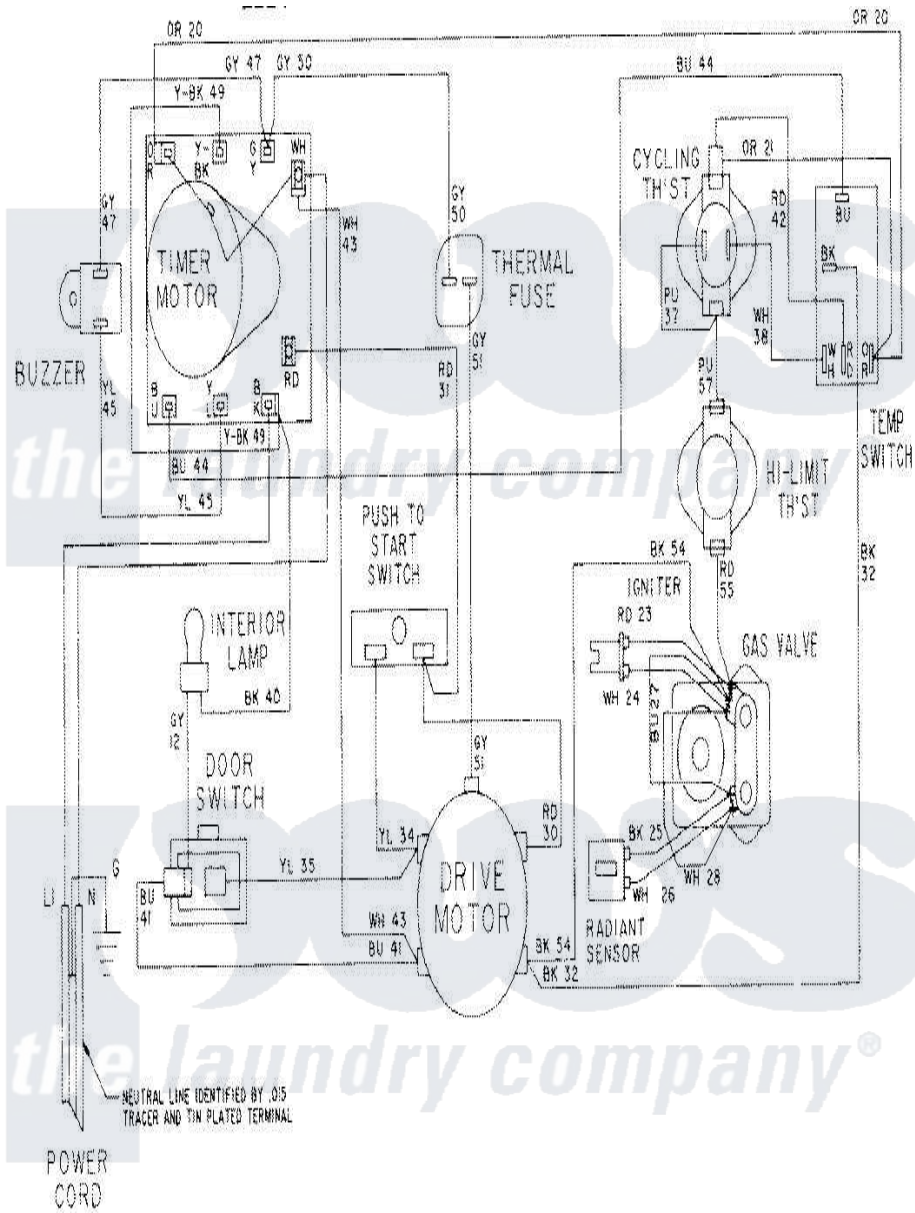 OR 20
OR 20
GY 47
GY 50
BU 44
Y-BK 49
O
R
Y-
BK
G
Y
WH
CYCLING
TH'ST
OR 21
GY
47
WH
43
GY
50
RD
42
BU
BK
TIMER
MOTOR
THERMAL
FUSE
PU
37
WH
38
W
H
R
D
O
R
BUZZER
RD
RD
31
GY
51
PU
57
YL
45
B
U
Y
L
B
K
Y-BK 49
BU 44
YL 45
TEMP
SWITCH
HI-LIMIT
TH'ST
PUSH TO
START
SWITCH
BK 54
RD
55
BK
32
IGNITER
RD 23
INTERIOR
LAMP
GAS VALVE
BK 40
WH 24
BU 27
GY
12
DOOR
SWITCH
GY
51
RD
30
YL 34
BK 25
YL 35
DRIVE
MOTOR
WH 28
WH 26
L1
N
G
BU
41
WH 43
BU 41
BK 54
BK 32
RADIANT
SENSOR
NEUTRAL LINE IDENTIFIED BY .015
TRACER AND TIN PLATED TERMINAL
POWER
CORD
the laundry company
the laundry company®